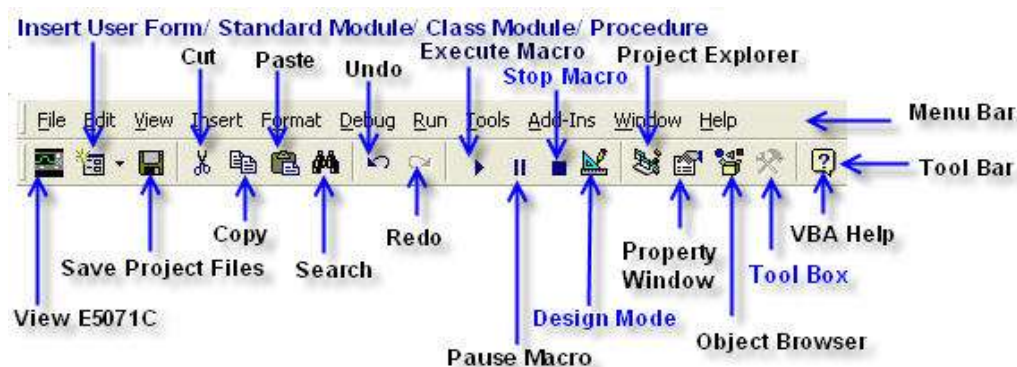 Insert User Form/ Standard Module/ Class Module/ Procedure
Cut
Paste
Undo
Execute Macro
Stop Macro
Project Explorer
File Edit View Insert Format Debug Run Tools Add-Ins Window Help
Menu Bar
Tool Bar
Copy
Redo
VBA Help
Save Project Files
Search
Property
Window
Tool Box
View E5071C
Design Mode
Object Browser
Pause Macro